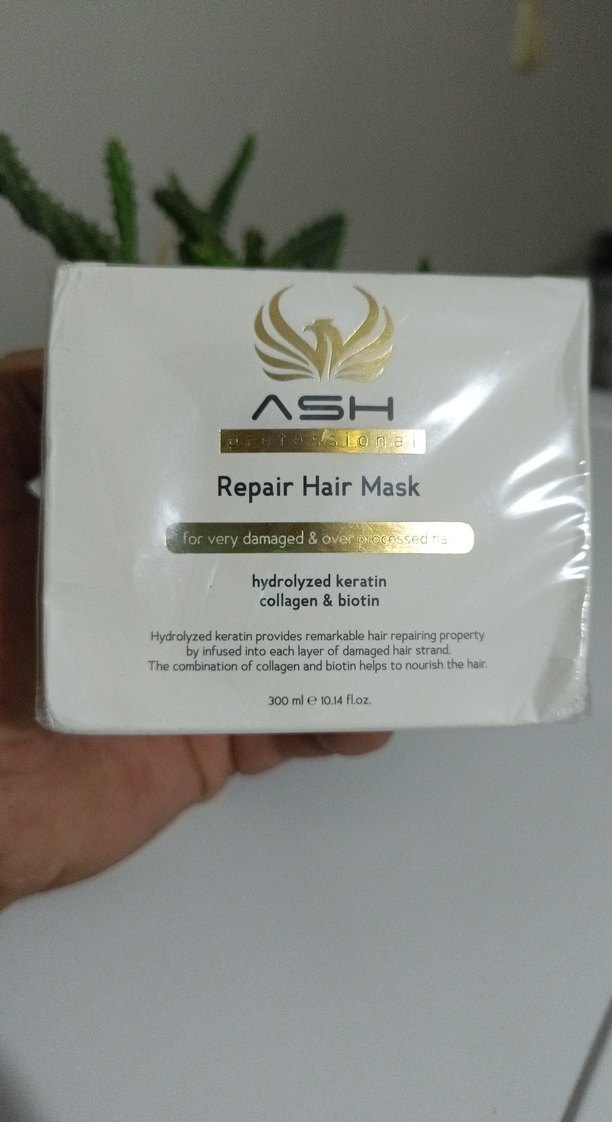 ASH
professional
Repair Hair Mask
for very damaged & over processed hair
hydrolyzed keratin
collagen & biotin
Hydrolyzed keratin provides remarkable hair repairing property
by infused into each layer of damaged hair strand.
The combination of collagen and biotin helps to nourish the hair.
300 ml ℮ 10.14 fl.oz.